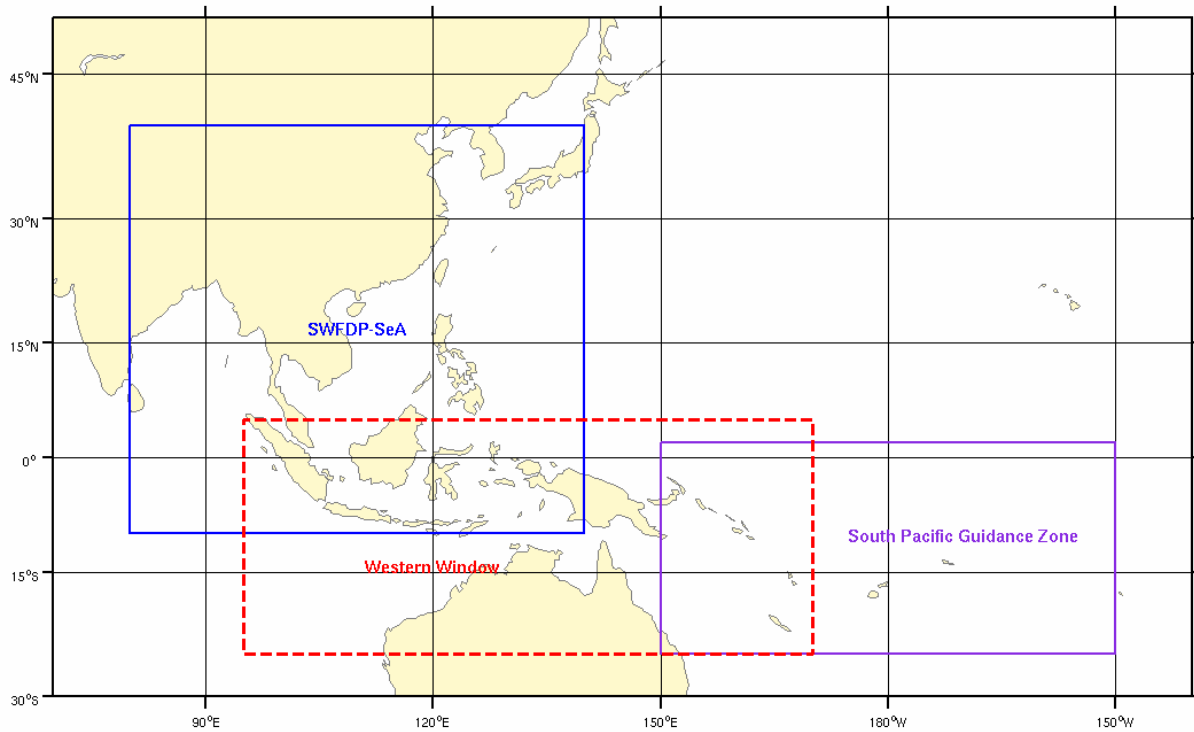 45°N
30°N
SWFDP-SeA
15°N
0°
South Pacific Guidance Zone
Western Window
15°S
30°S
90°E
120°E
150°E
180°W
150°W